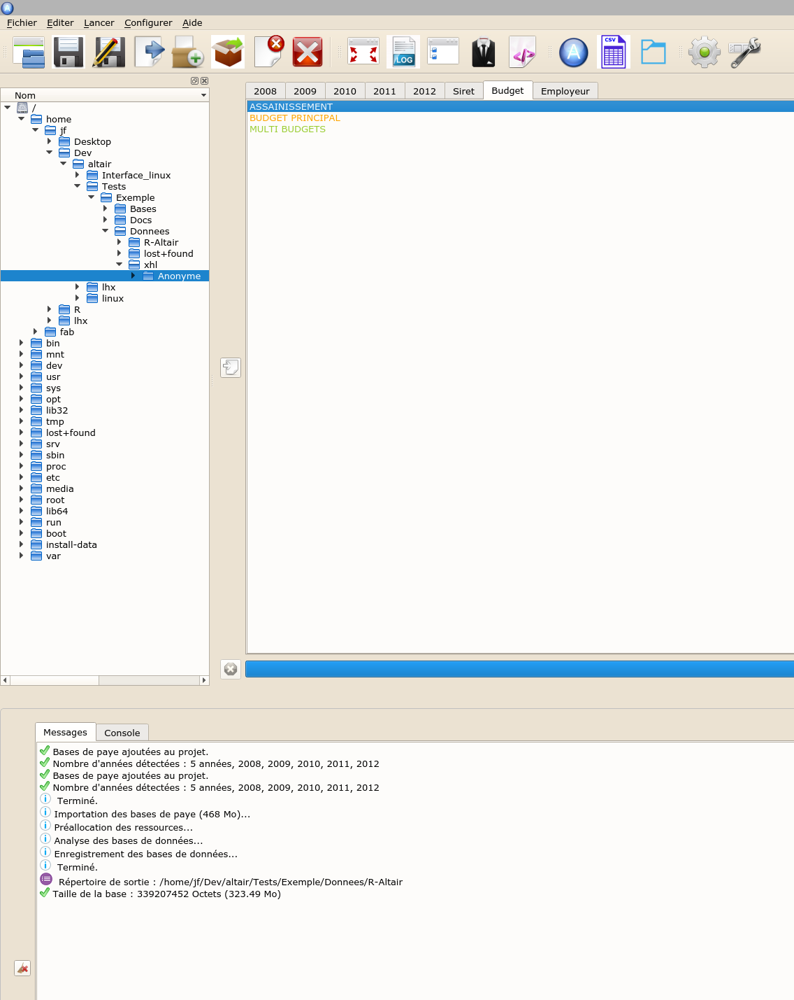 Fichier Editer Lancer Configurer Aide
LOG
A
CSV
Nom
2008 2009 2010 2011 2012 Siret Budget Employeur
/
home
jf
Desktop
Dev
altair
Interface_linux
Tests
Exemple
Bases
Docs
Donnees
R-Altair
lost+found
xhl
Anonyme
lhx
linux
R
lhx
fab
bin
mnt
dev
usr
sys
opt
lib32
tmp
lost+found
srv
sbin
proc
etc
media
root
lib64
run
boot
install-data
var
ASSAINISSEMENT
BUDGET PRINCIPAL
MULTI BUDGETS
Messages Console
Bases de paye ajoutées au projet.
Nombre d'années détectées : 5 années, 2008, 2009, 2010, 2011, 2012
Bases de paye ajoutées au projet.
Nombre d'années détectées : 5 années, 2008, 2009, 2010, 2011, 2012
Terminé.
Importation des bases de paye (468 Mo)...
Préallocation des ressources...
Analyse des bases de données...
Enregistrement des bases de données...
Terminé.
Répertoire de sortie : /home/jf/Dev/altair/Tests/Exemple/Donnees/R-Altair
Taille de la base : 339207452 Octets (323.49 Mo)